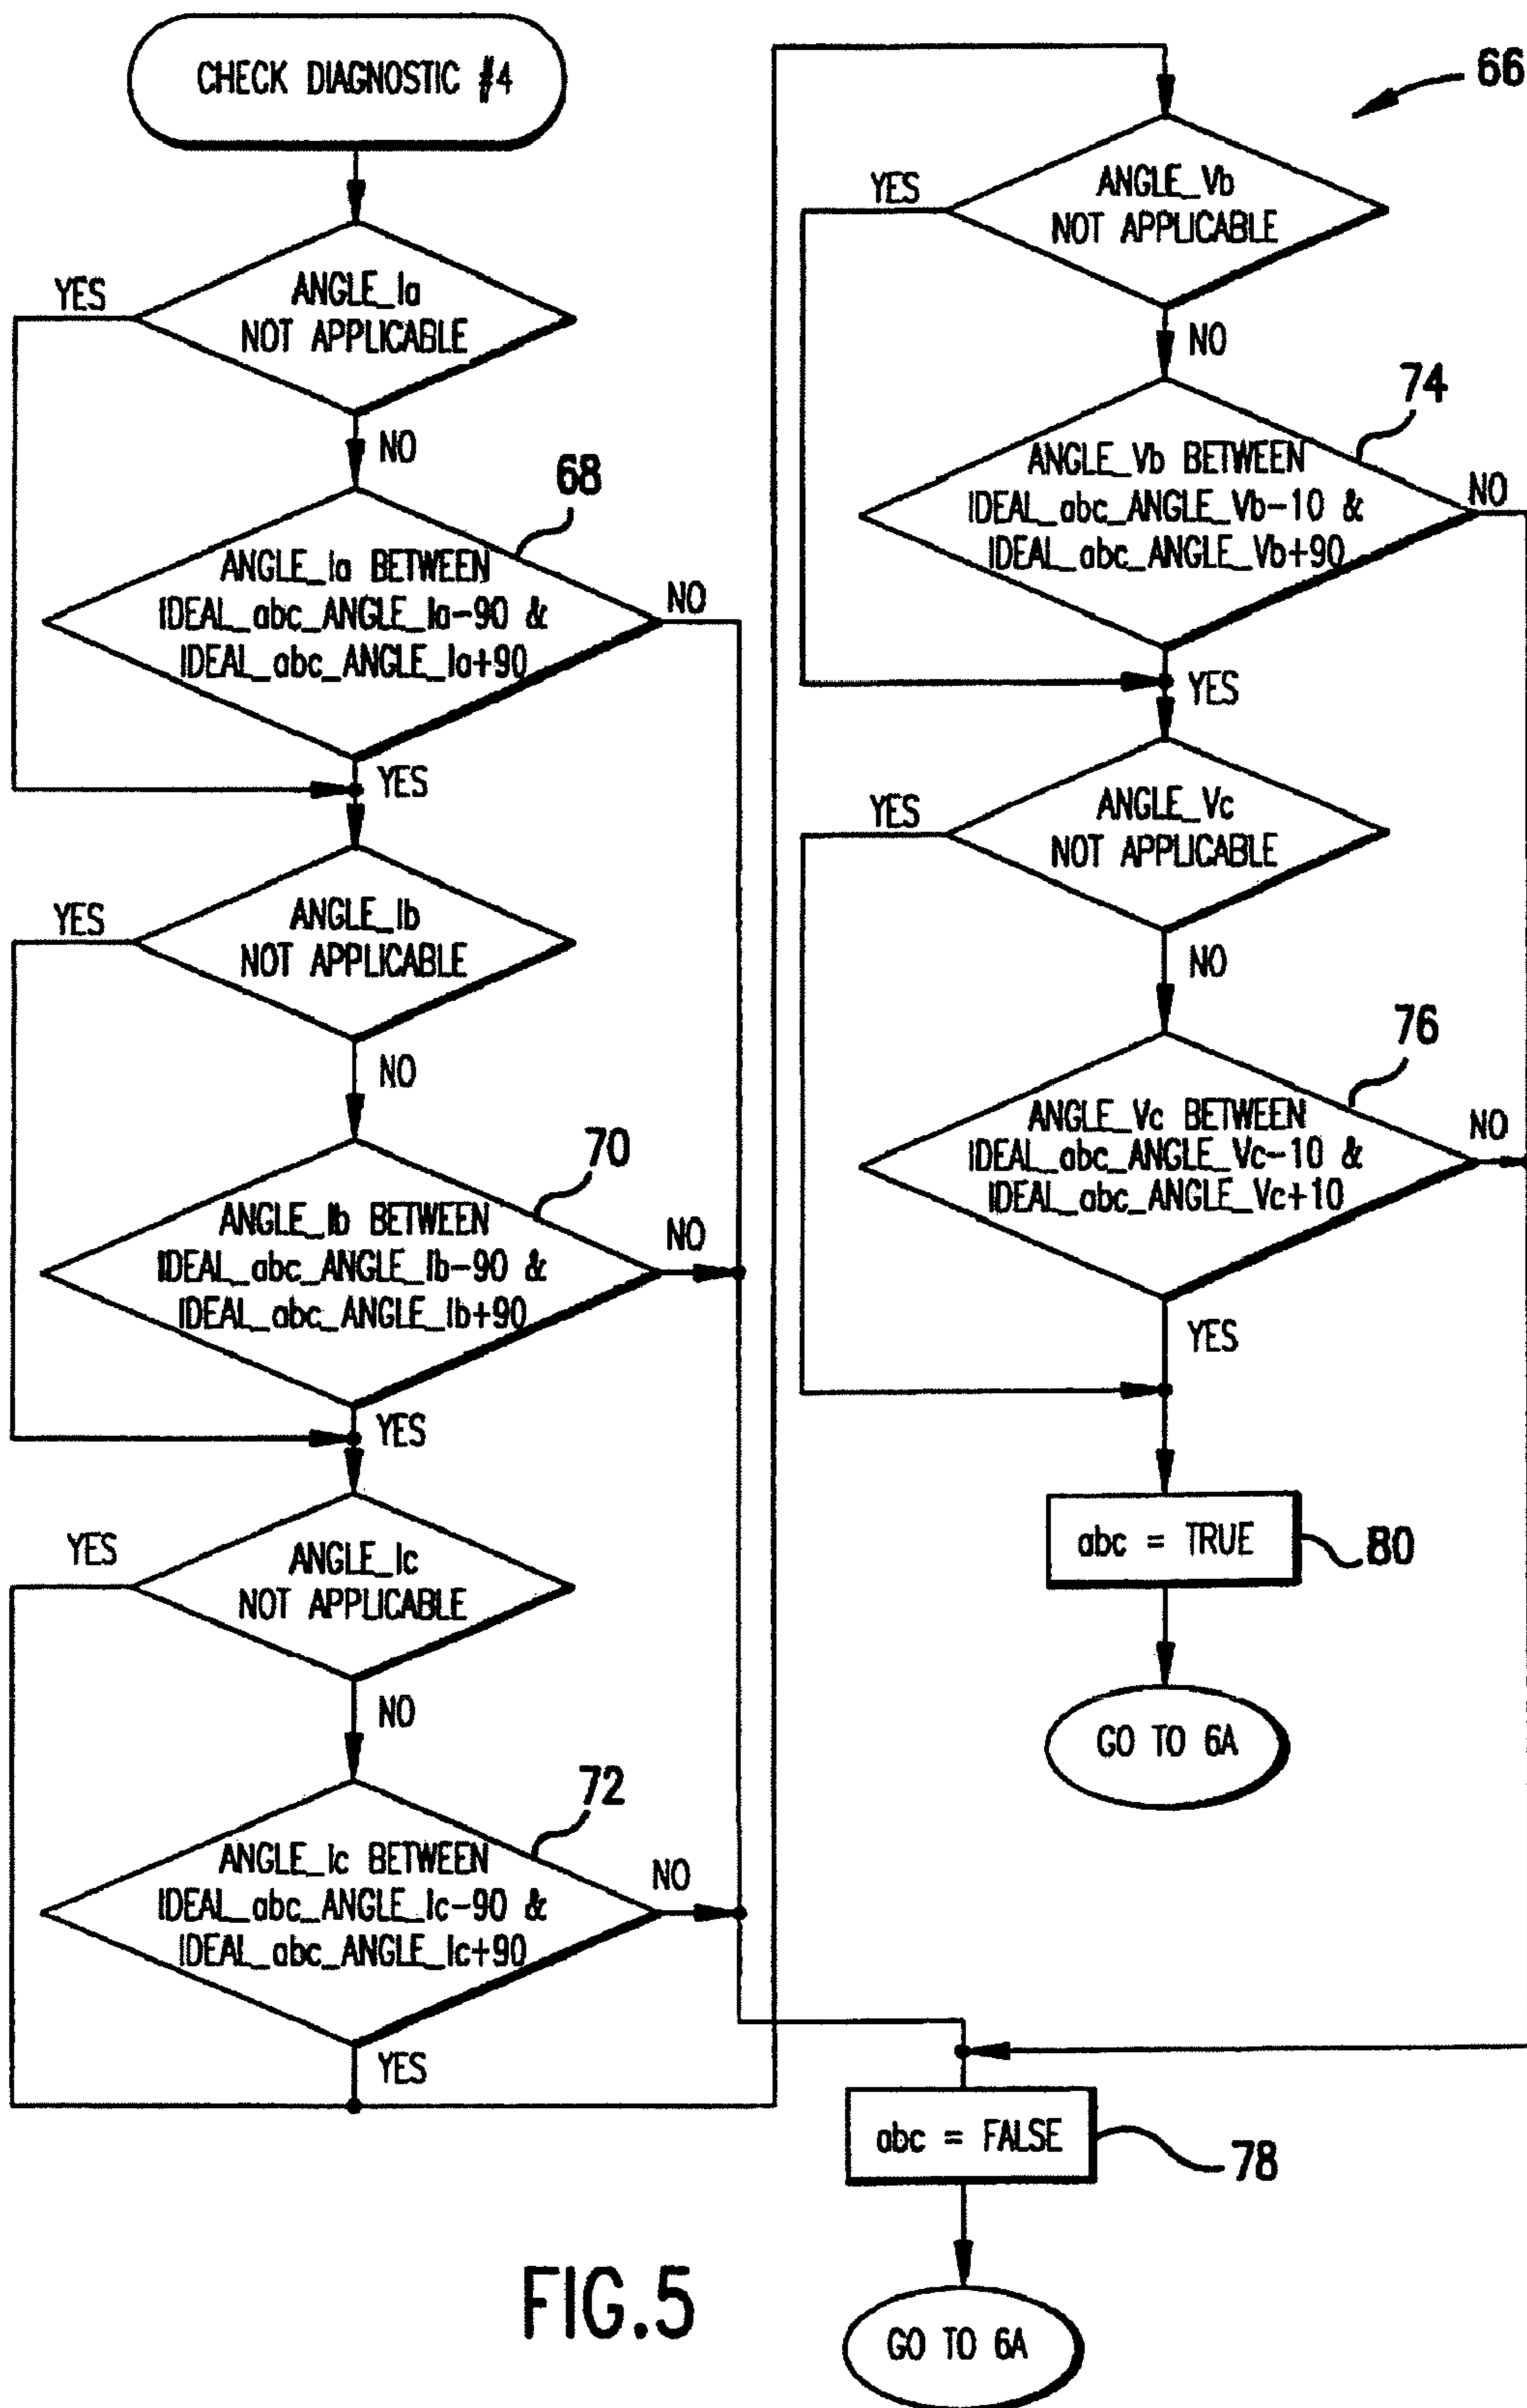 CHECK DIAGNOSTIC #4
ANGLE_Ia
NOT APPLICABLE
YES
NO
68
ANGLE_Ia BETWEEN
IDEAL_abc_ANGLE_Ia-90 &
IDEAL_abc_ANGLE_Ia+90
NO
YES
ANGLE_Ib
NOT APPLICABLE
YES
NO
70
ANGLE_Ib BETWEEN
IDEAL_abc_ANGLE_Ib-90 &
IDEAL_abc_ANGLE_Ib+90
NO
YES
ANGLE_Ic
NOT APPLICABLE
YES
NO
72
ANGLE_Ic BETWEEN
IDEAL_abc_ANGLE_Ic-90 &
IDEAL_abc_ANGLE_Ic+90
NO
YES
66
ANGLE_Vb
NOT APPLICABLE
YES
NO
74
ANGLE_Vb BETWEEN
IDEAL_abc_ANGLE_Vb-10 &
IDEAL_abc_ANGLE_Vb+90
NO
YES
ANGLE_Vc
NOT APPLICABLE
YES
NO
76
ANGLE_Vc BETWEEN
IDEAL_abc_ANGLE_Vc-10 &
IDEAL_abc_ANGLE_Vc+10
NO
YES
abc = TRUE
80
GO TO 6A
abc = FALSE
78
GO TO 6A
FIG.5